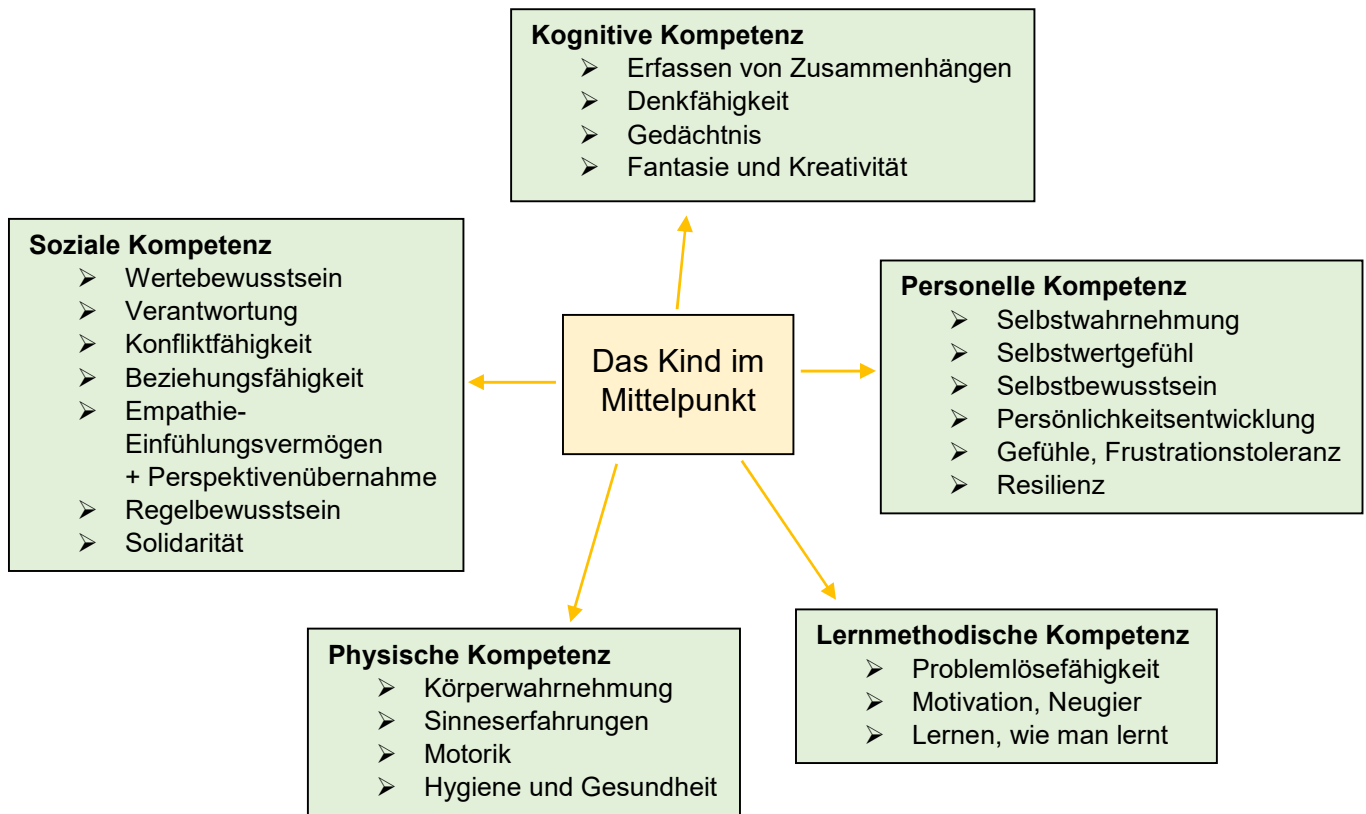 Kognitive Kompetenz
➢ Erfassen von Zusammenhängen
➢ Denkfähigkeit
➢ Gedächtnis
➢ Fantasie und Kreativität
Soziale Kompetenz
➢ Wertebewusstsein
➢ Verantwortung
➢ Konfliktfähigkeit
➢ Beziehungsfähigkeit
➢ Empathie-
Einfühlungsvermögen
+ Perspektivenübernahme
➢ Regelbewusstsein
➢ Solidarität
Das Kind im
Mittelpunkt
Personelle Kompetenz
➢ Selbstwahrnehmung
➢ Selbstwertgefühl
➢ Selbstbewusstsein
➢ Persönlichkeitsentwicklung
➢ Gefühle, Frustrationstoleranz
➢ Resilienz
Physische Kompetenz
➢ Körperwahrnehmung
➢ Sinneserfahrungen
➢ Motorik
➢ Hygiene und Gesundheit
Lernmethodische Kompetenz
➢ Problemlösefähigkeit
➢ Motivation, Neugier
➢ Lernen, wie man lernt